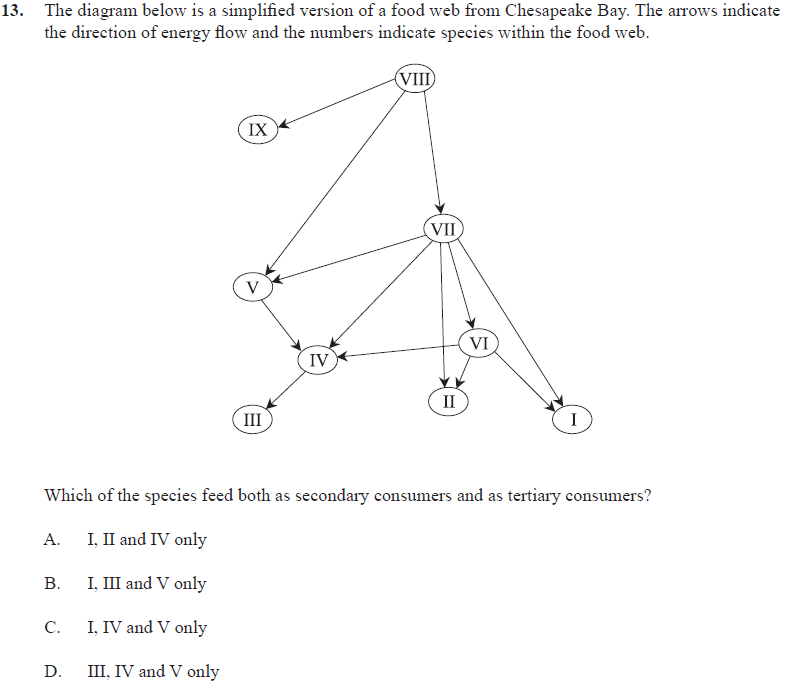 13. The diagram below is a simplified version of a food web from Chesapeake Bay. The arrows indicate
the direction of energy flow and the numbers indicate species within the food web.
VIII
IX
VII
V
VI
IV
II
III
I
Which of the species feed both as secondary consumers and as tertiary consumers?
A. I, II and IV only
B. I, III and V only
C. I, IV and V only
D. III, IV and V only